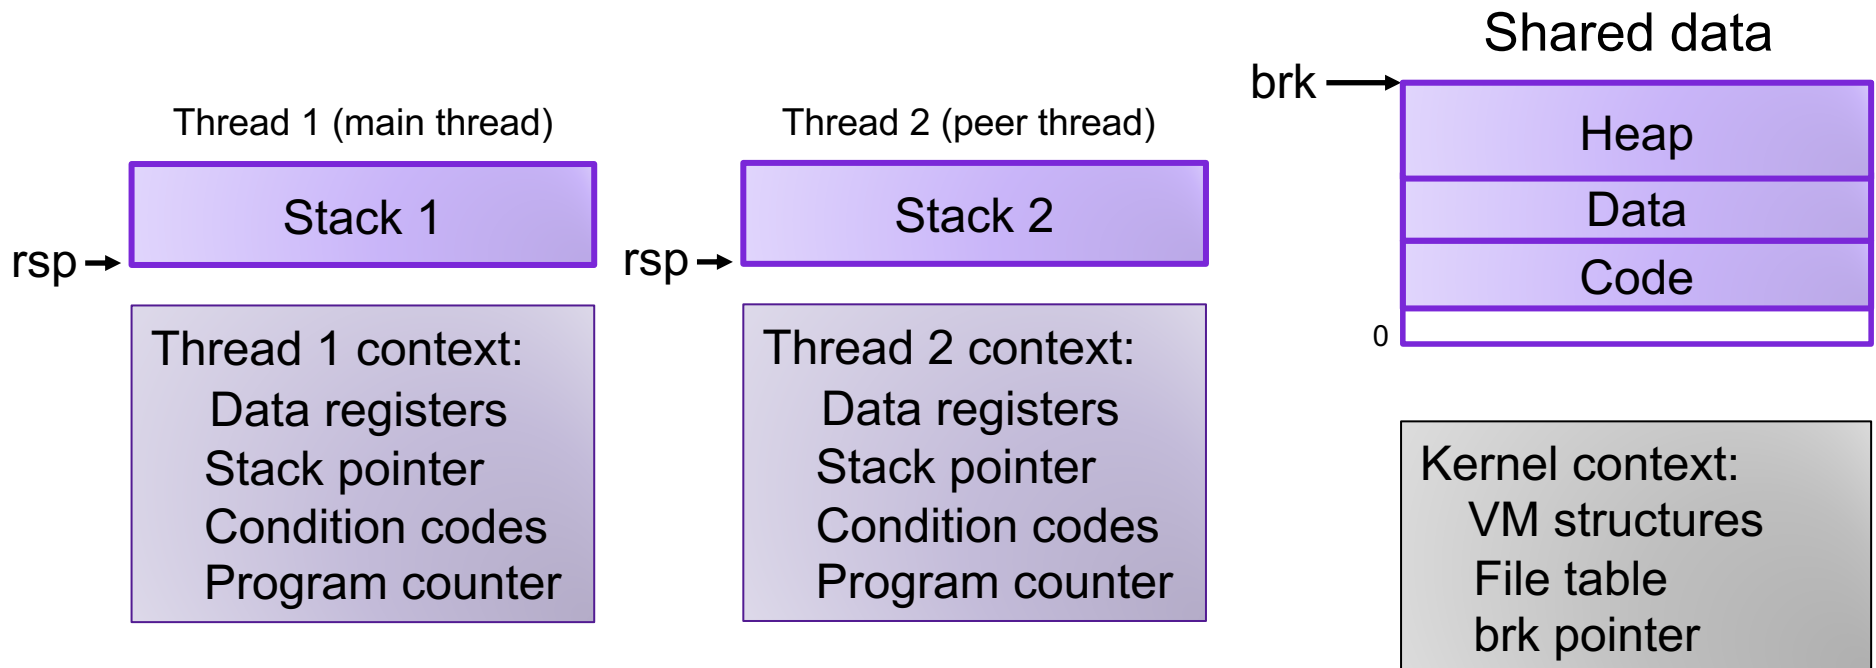 Thread 1 (main thread)
Stack 1
rsp
Thread 1 context:
Data registers
Stack pointer
Condition codes
Program counter
Thread 2 (peer thread)
Stack 2
rsp
Thread 2 context:
Data registers
Stack pointer
Condition codes
Program counter
Shared data
brk
Heap
Data
Code
0
Kernel context:
VM structures
File table
brk pointer